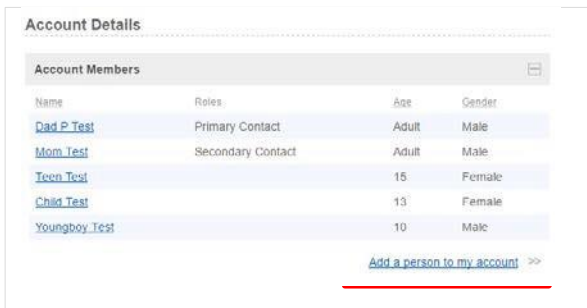 Account Details
Account Members
Name Roles Age Gender
Dad P Test Primary Contact Adult Male
Mom Test Secondary Contact Adult Male
Teen Test 15 Female
Child Test 13 Female
Youngboy Test 10 Male
Add a person to my account >>